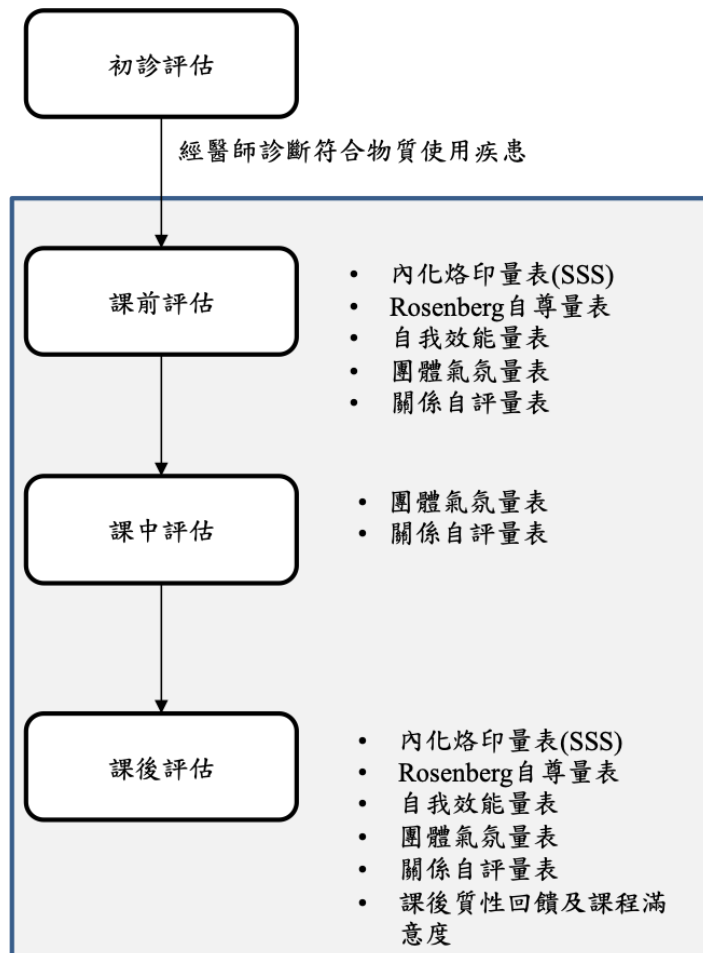 初診評估
經醫師診斷符合物質使用疾患
課前評估
• 內化烙印量表(SSS)
• Rosenberg自尊量表
• 自我效能量表
• 團體氣氛量表
• 關係自評量表
課中評估
• 團體氣氛量表
• 關係自評量表
課後評估
• 內化烙印量表(SSS)
• Rosenberg自尊量表
• 自我效能量表
• 團體氣氛量表
• 關係自評量表
• 課後質性回饋及課程滿
意度